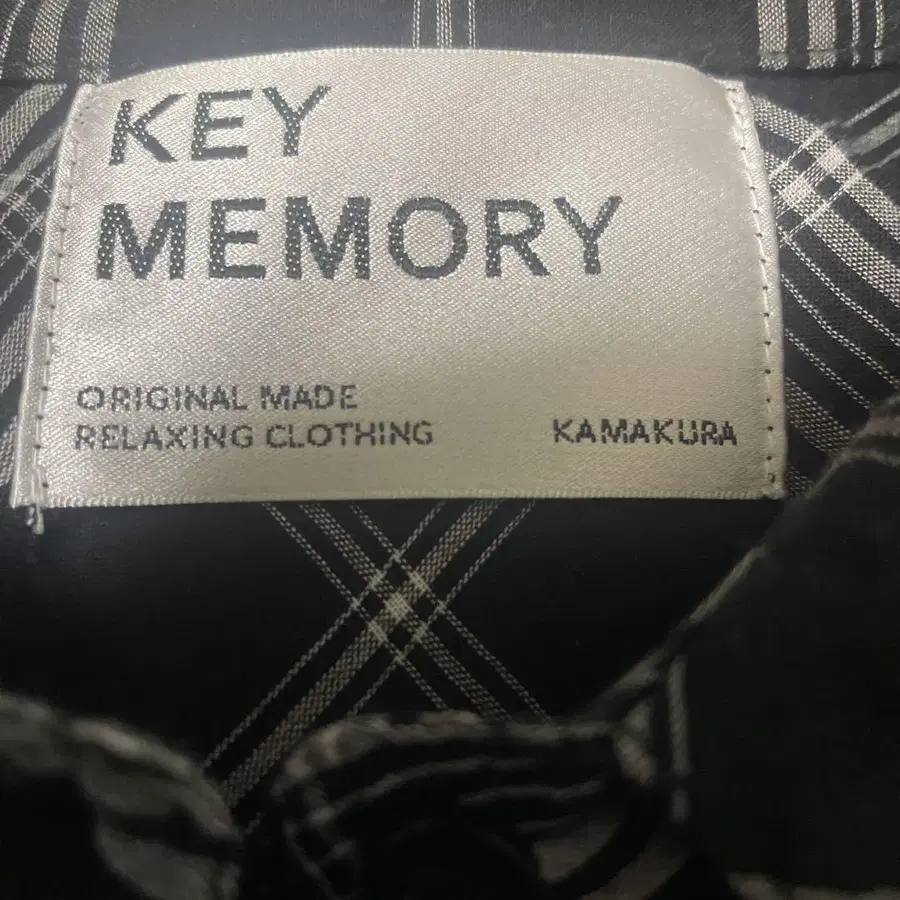 KEY
MEMORY
ORIGINAL MADE
RELAXING CLOTHING
KAMAKURA